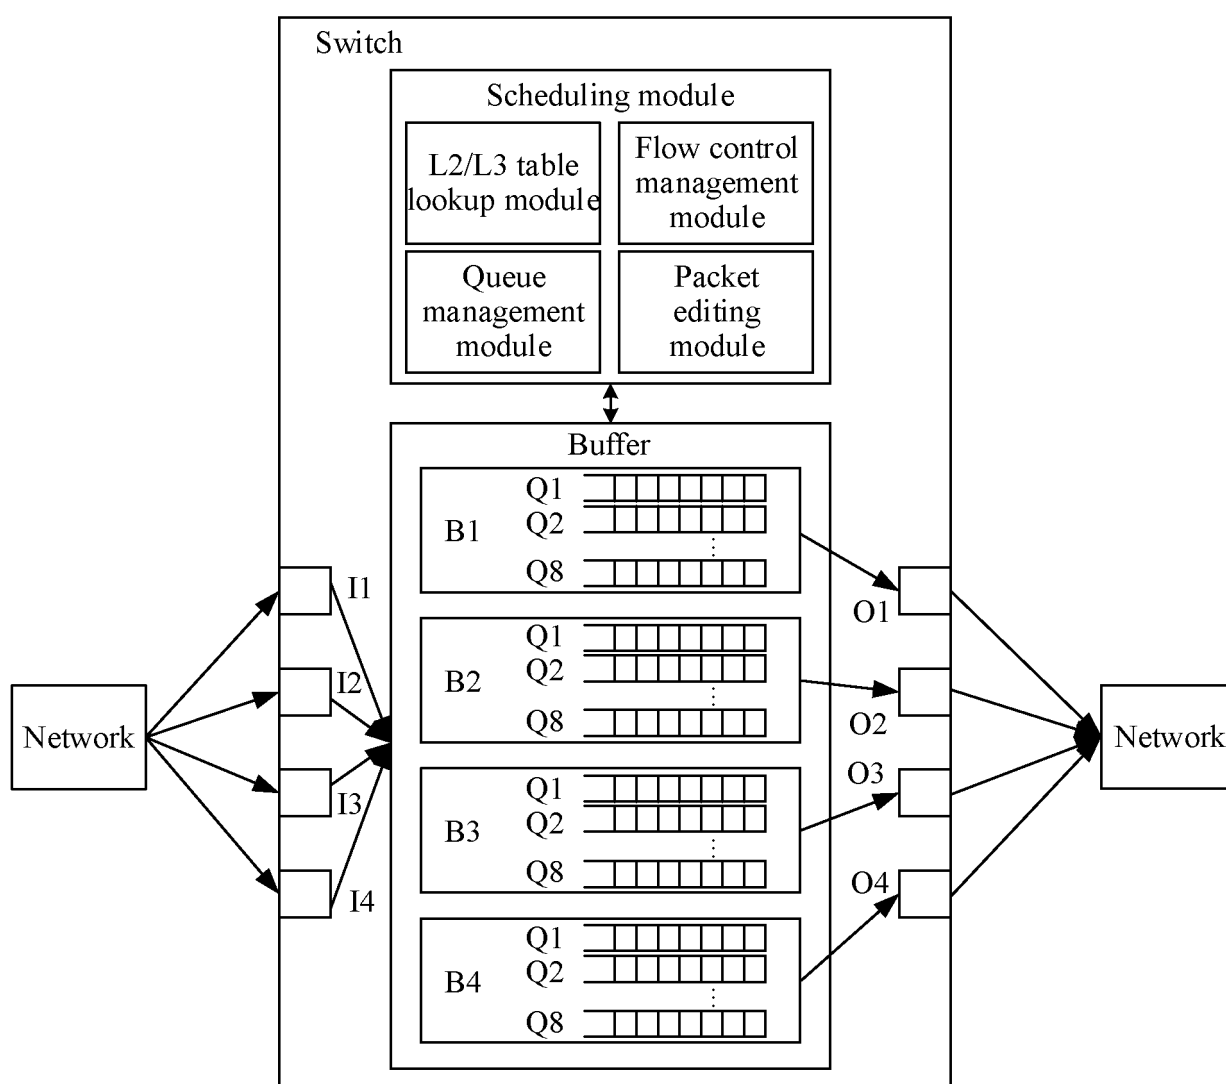 Switch
Scheduling module
L2/L3 table
lookup module
Flow control
management
module
Queue
management
module
Packet
editing
module
Buffer
B1
Q1
Q2
Q8
B2
Q1
Q2
Q8
B3
Q1
Q2
Q8
B4
Q1
Q2
Q8
I1
I2
I3
I4
O1
O2
O3
O4
Network
Network